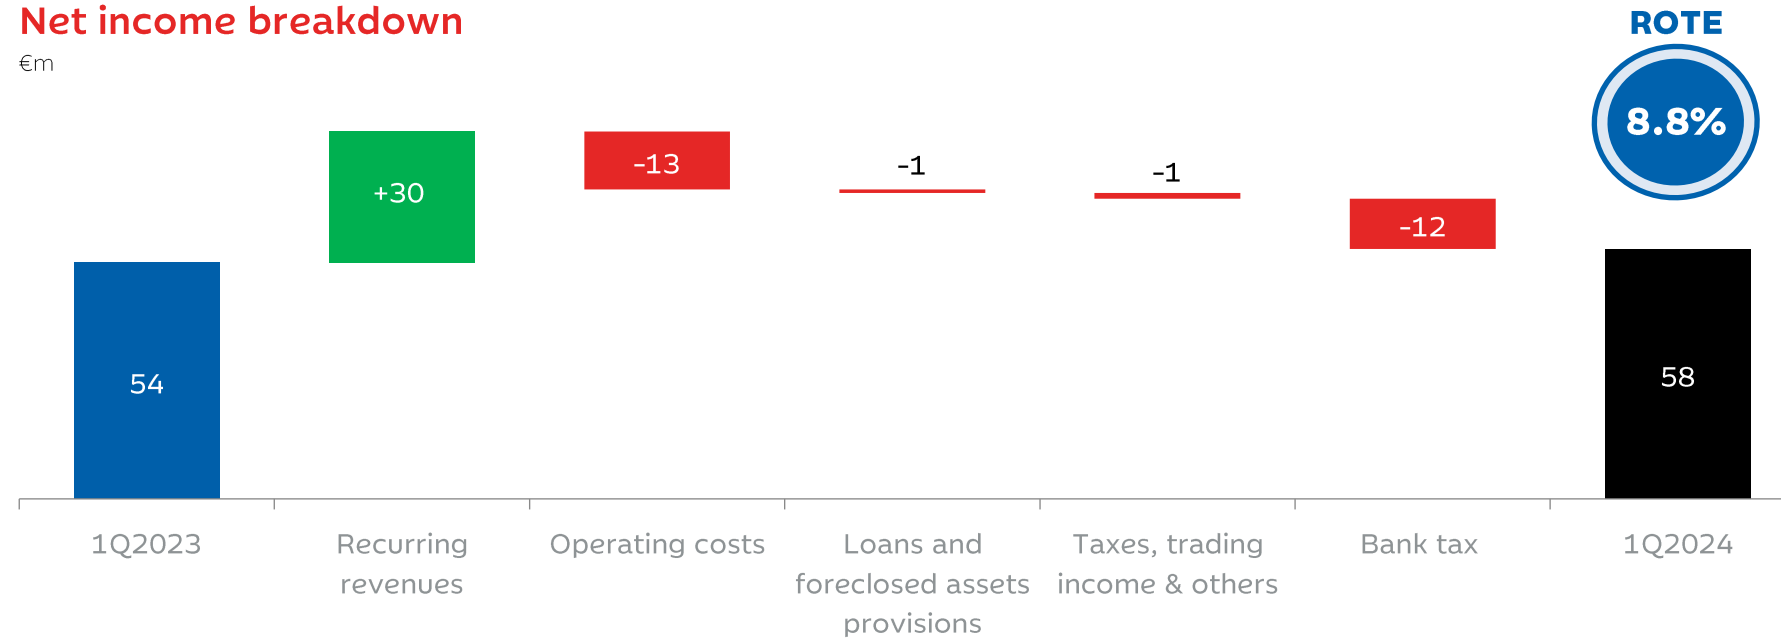 Net income breakdown
€m
ROTE
8.8%
54
+30
-13
-1
-1
-12
58
1Q2023
Recurring
revenues
Operating costs
Loans and
foreclosed assets
provisions
Taxes, trading
income & others
Bank tax
1Q2024